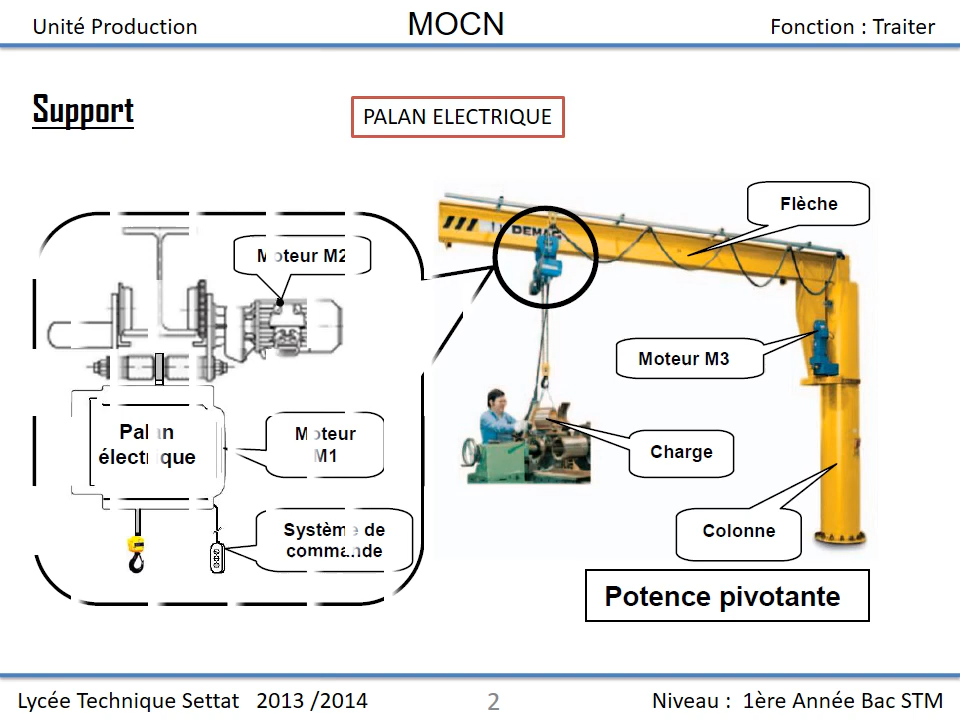 Unité Production
MOCN
Fonction : Traiter
Support
PALAN ELECTRIQUE
Flèche
DEMAG
Moteur M2
Moteur M3
Palan
électrique
Moteur
M1
Charge
Système de
commande
Colonne
Potence pivotante
Lycée Technique Settat 2013 /2014
2
Niveau : 1ère Année Bac STM